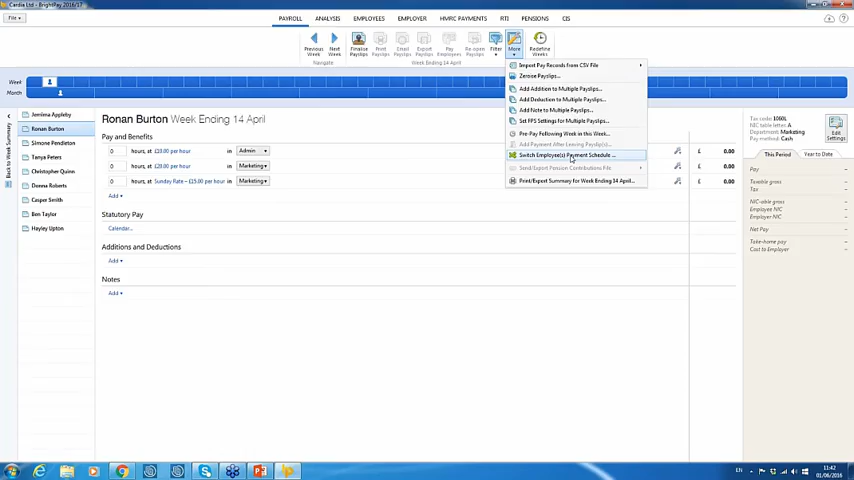 Cardia Ltd - BrightPay 2016/17
File
PAYROLL ANALYSIS EMPLOYEES EMPLOYER HMRC PAYMENTS RTI PENSIONS CIS
Previous Week
Next Week
Finalise Payslips
Print Payslips
Email Payslips
Export Payslips
Pay Employees
Re-open Payslips
Filter
More
Redefine Weeks
Navigate
Week Ending 14 April
Import Pay Records from CSV File
Zeroise Payslips...
Add Addition to Multiple Payslips...
Add Deduction to Multiple Payslips...
Add Note to Multiple Payslips...
Set FPS Settings for Multiple Payslips...
Pre-Pay Following Week in this Week...
Add Payment After Leaving Payslip(s)...
Switch Employee(s) Payment Schedule ...
Send/Export Pension Contributions File
Print/Export Summary for Week Ending 14 April...
Week
Month
Back to Week Summary
Jemima Appleby
Ronan Burton
Simone Pendleton
Tanya Peters
Christopher Quinn
Donna Roberts
Casper Smith
Ben Taylor
Hayley Upton
Ronan Burton Week Ending 14 April
Pay and Benefits
0 hours, at £10.00 per hour in Admin £ 0.00
0 hours, at £20.00 per hour in Marketing £ 0.00
0 hours, at Sunday Rate – £15.00 per hour in Marketing £ 0.00
Add
Statutory Pay
Calendar...
Additions and Deductions
Add
Notes
Add
Tax code: 1060L
NIC table letter: A
Department: Marketing
Payment method: Cash
Edit Settings
This Period Year to Date
Pay –
Taxable gross –
Tax –
NIC-able gross –
Employee NIC –
Employer NIC –
Net Pay –
Take-home pay –
Cost to Employer –
EN
11:42
01/06/2016